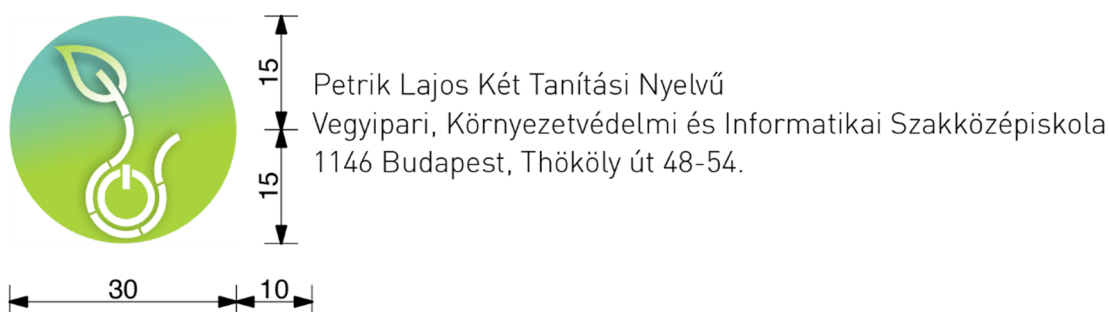 15
Petrik Lajos Két Tanítási Nyelvű
Vegyipari, Környezetvédelmi és Informatikai Szakközépiskola
1146 Budapest, Thököly út 48-54.
15
30
10